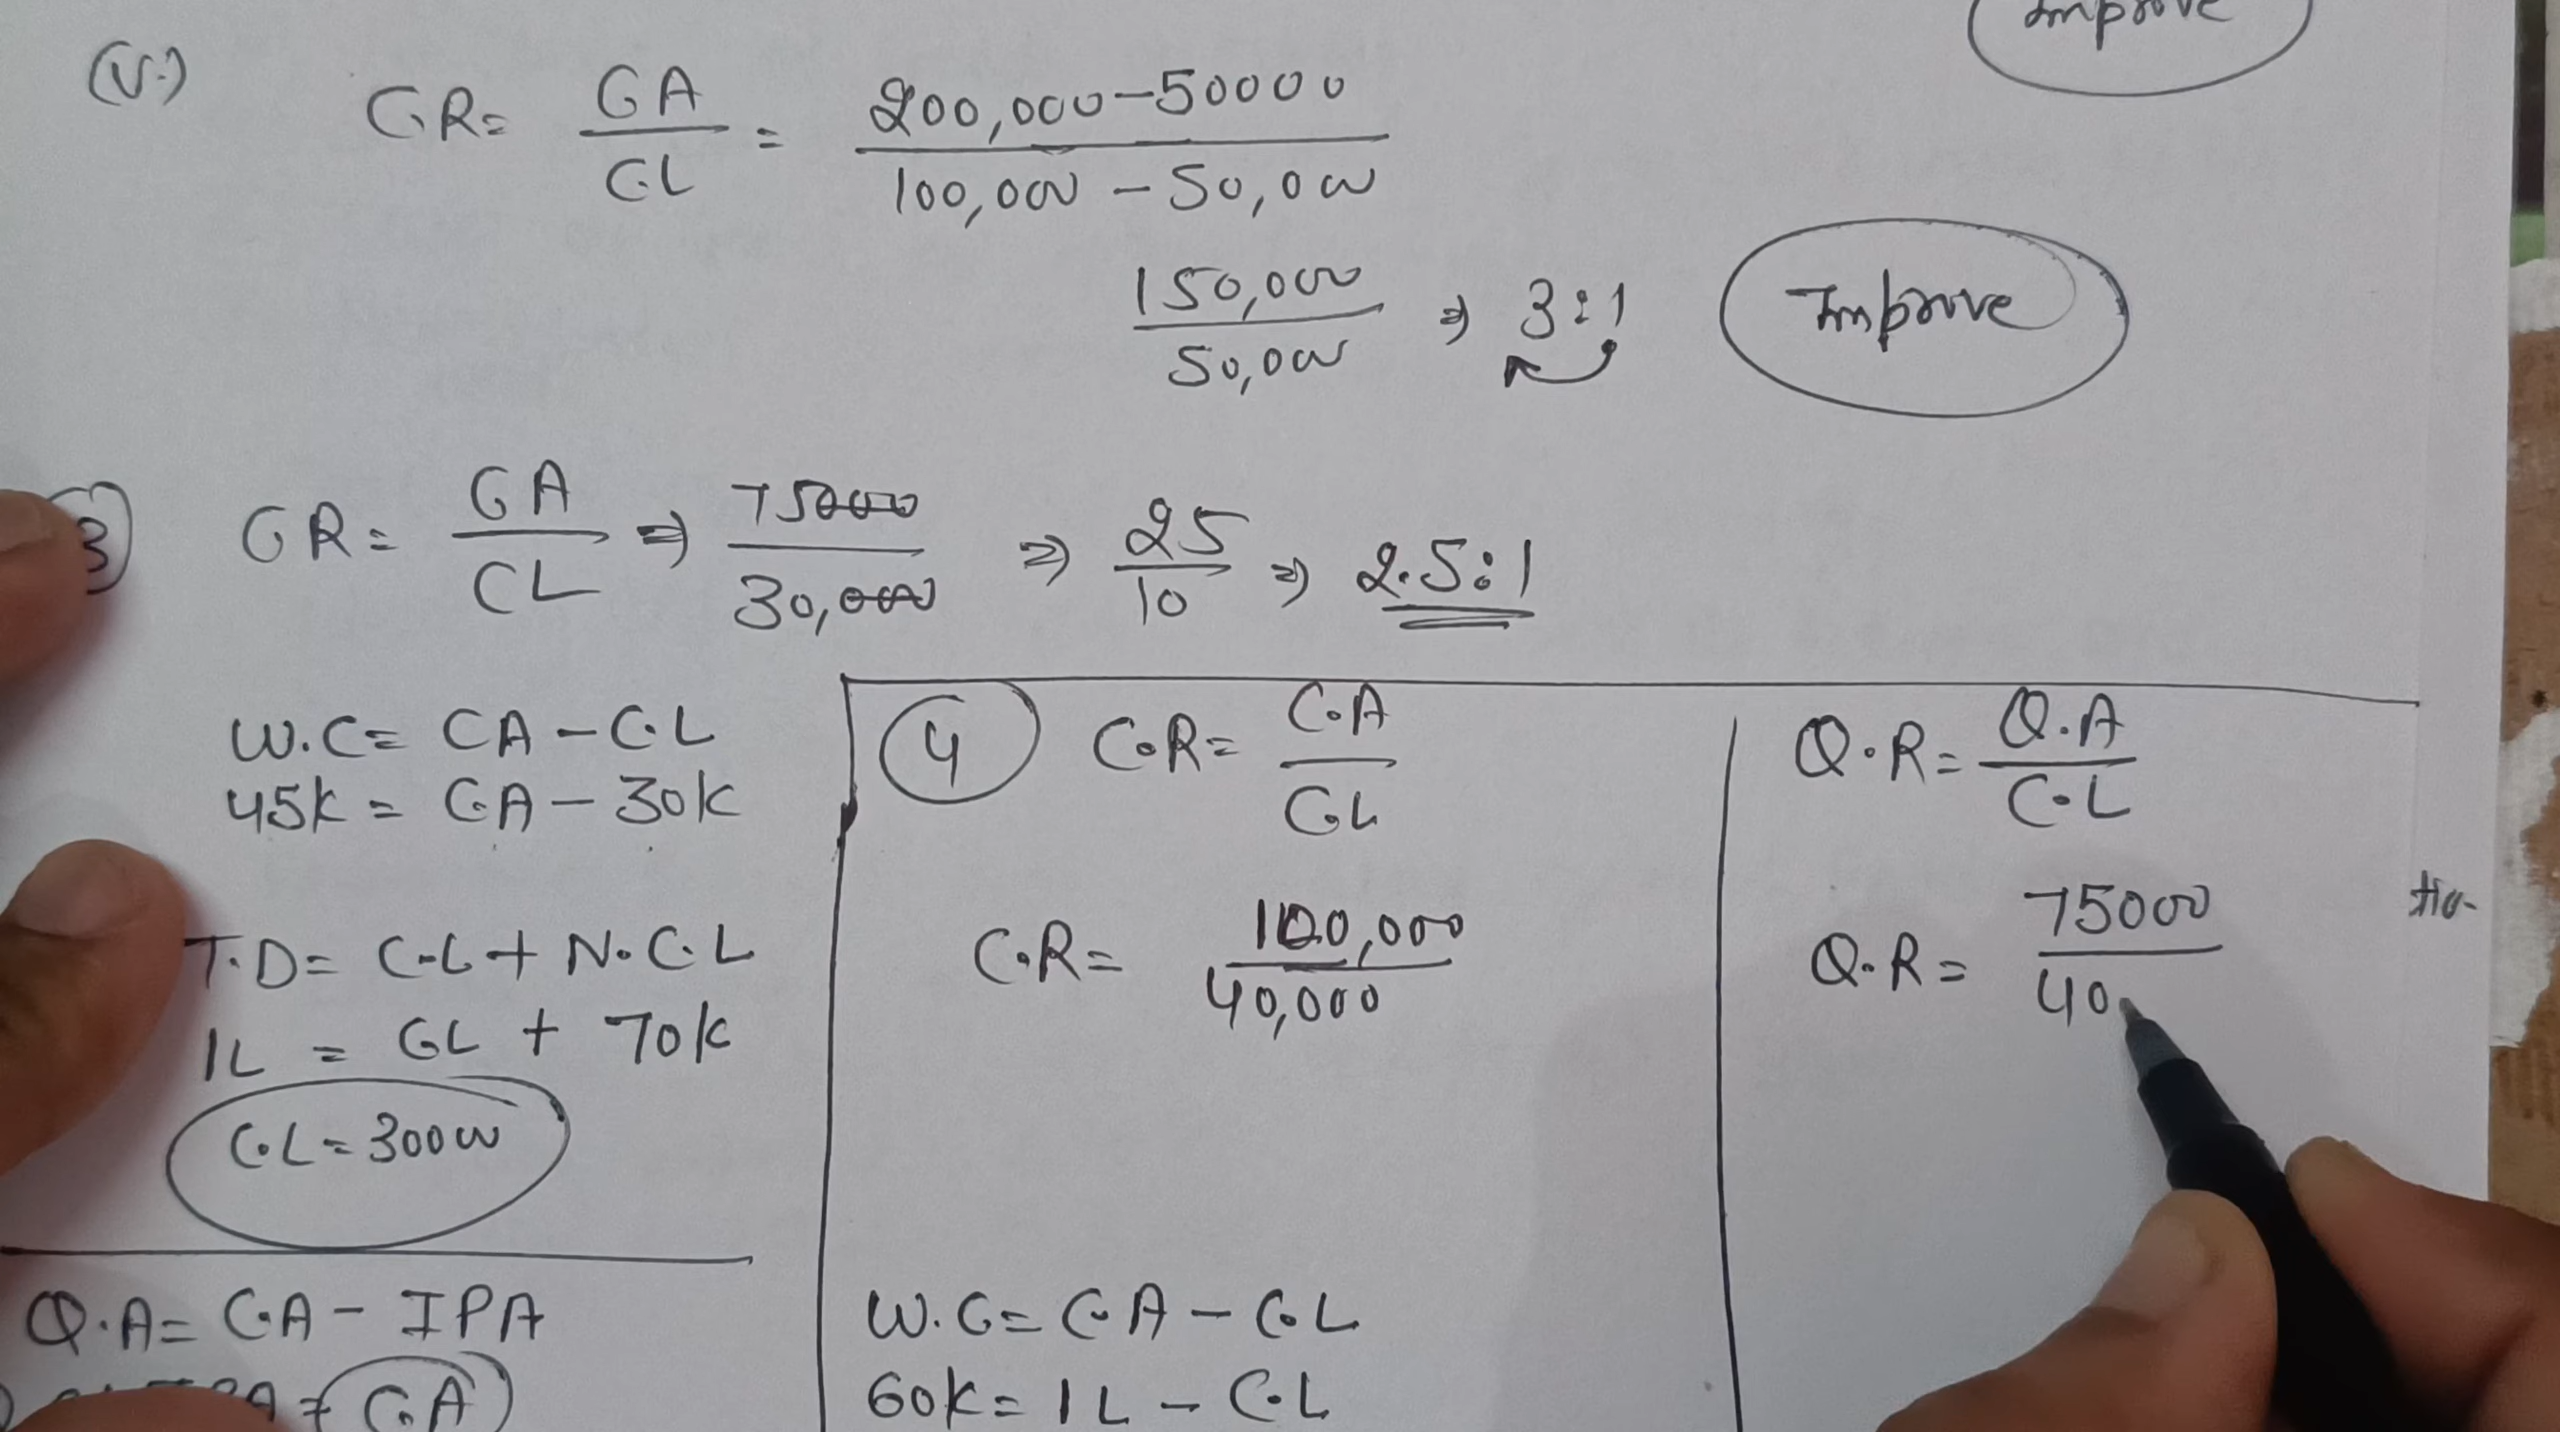 Improve
(V.) CR = CA / CL = 200,000 - 50000 / 100,000 - 50,000
150,000 / 50,000 ⇒ 3:1 Improve
3 CR = CA / CL ⇒ 75000 / 30,000 ⇒ 25 / 10 ⇒ 2.5:1
W.C = CA - C.L
45k = C.A - 30k
T.D = C.L + N.C.L
1L = CL + 70k
C.L = 30000
Q.A = C.A - IPA
C.A
4 C.R = C.A / C.L
C.R = 100,000 / 40,000
W.C = C.A - C.L
60k = 1L - C.L
Q.R = Q.A / C.L
Q.R = 75000 / 40